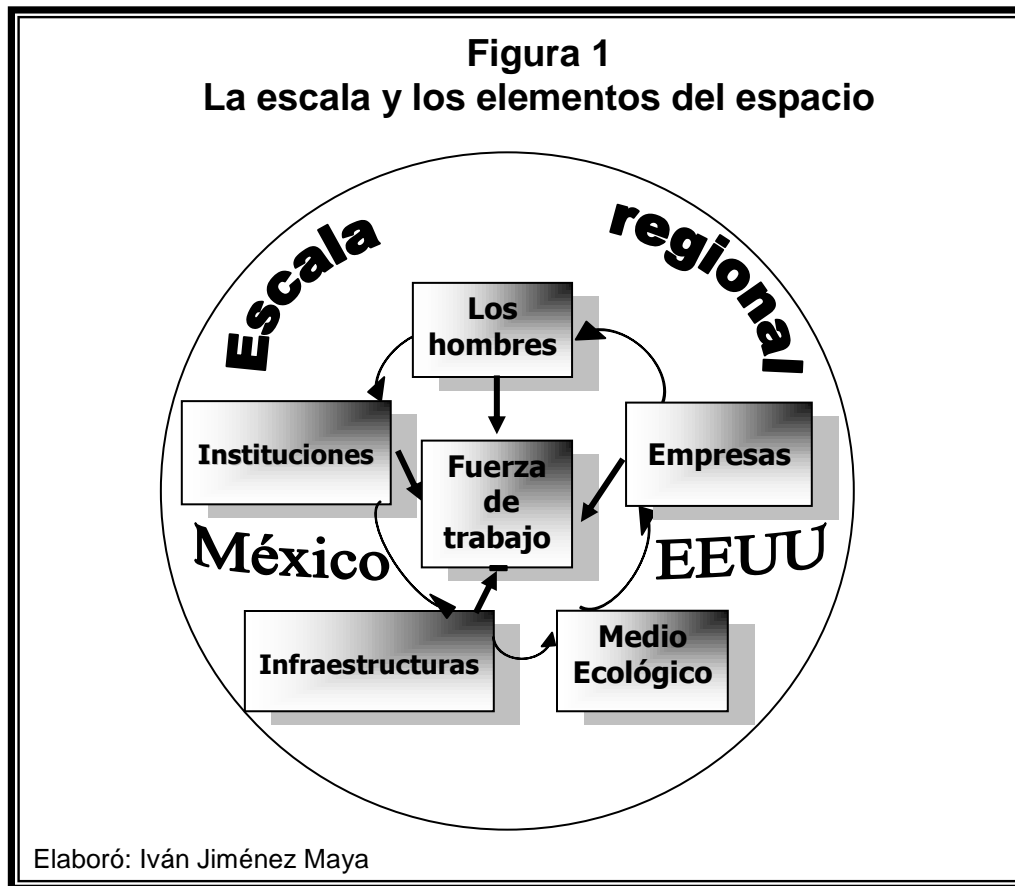 Figura 1
La escala y los elementos del espacio
Escala regional
Los
hombres
Instituciones
Empresas
Fuerza
de
trabajo
México
EEUU
Infraestructuras
Medio
Ecológico
Elaboró: Iván Jiménez Maya